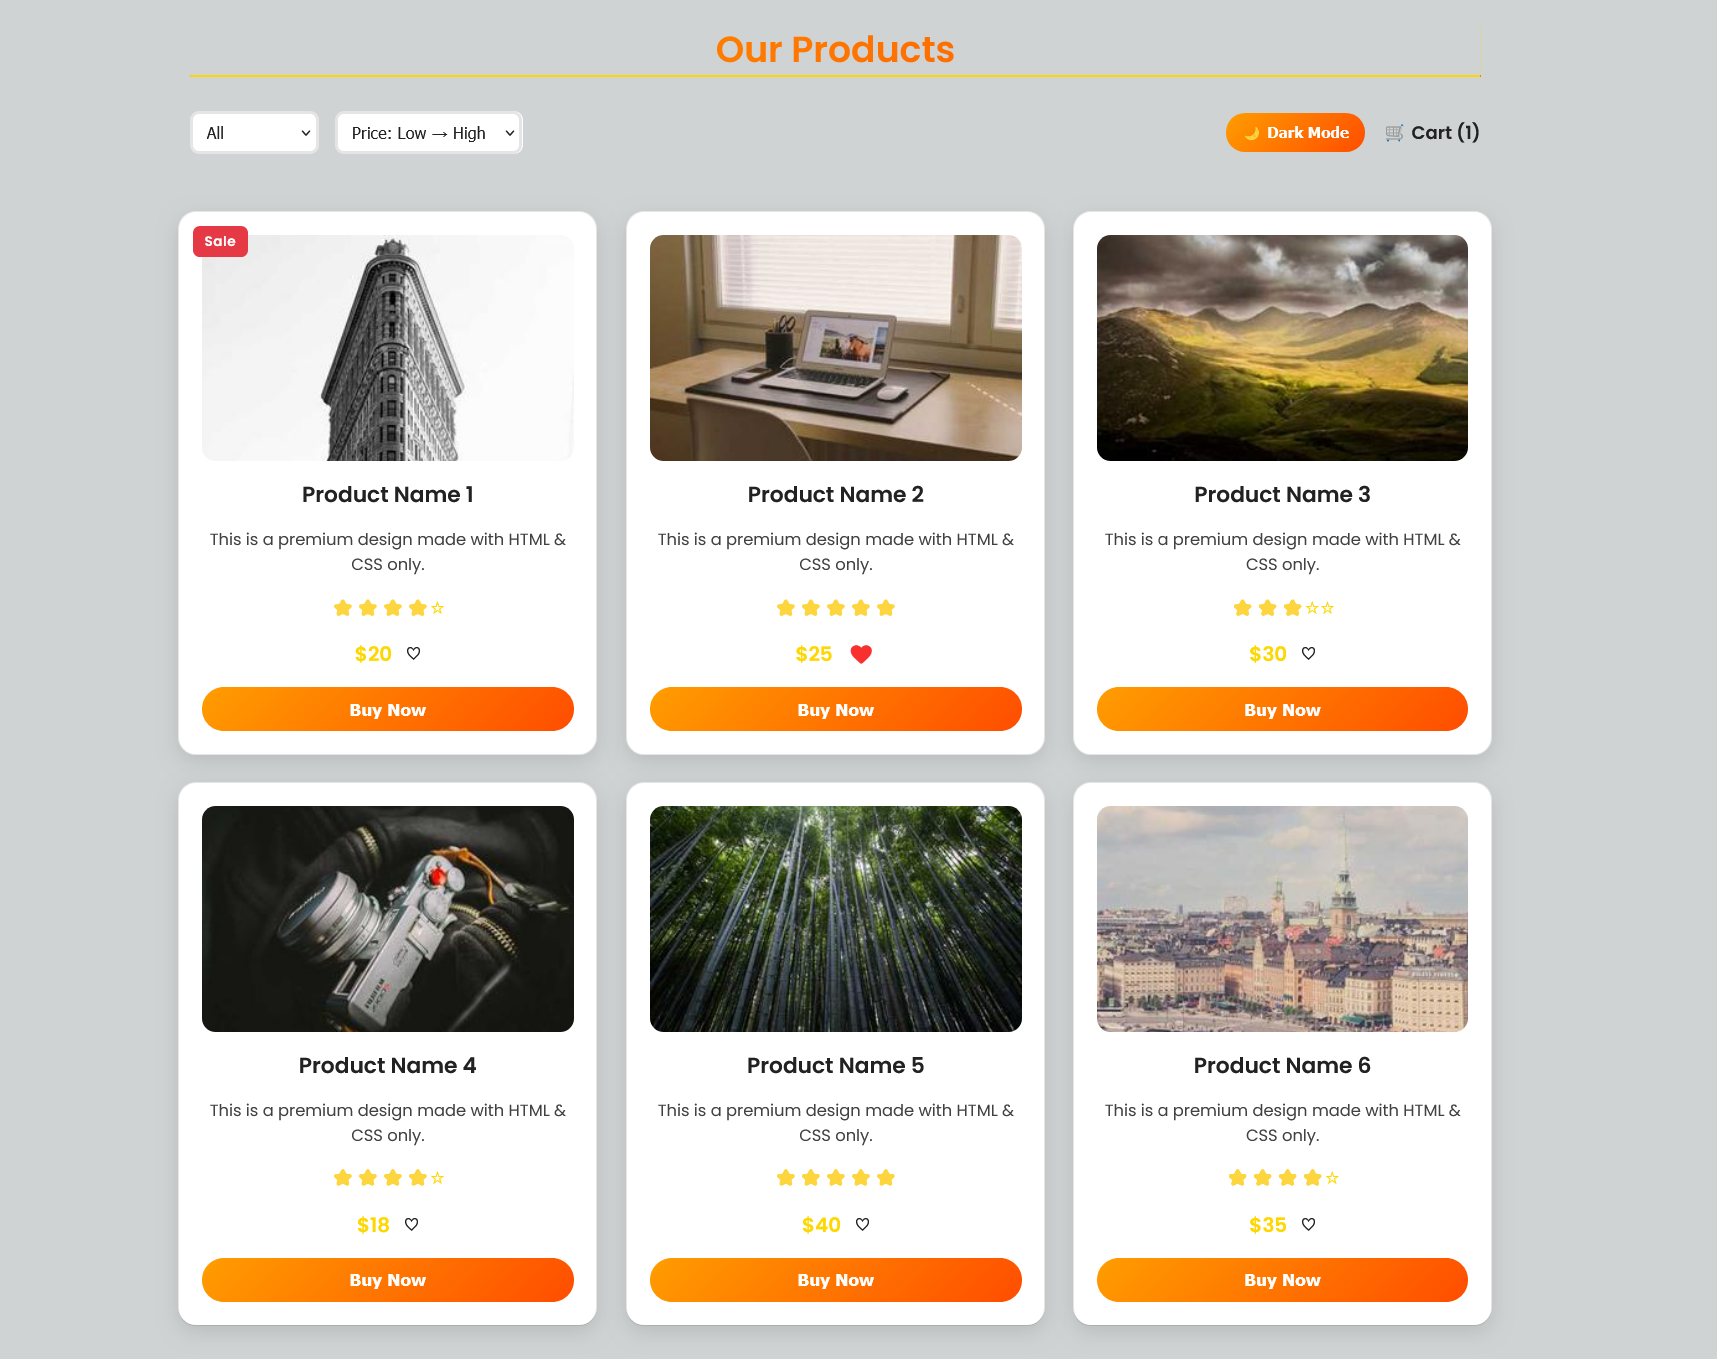 Our Products
All
Price: Low → High
🌙 Dark Mode
🛒 Cart (1)
Sale
Product Name 1
This is a premium design made with HTML &
CSS only.
$20
Buy Now
Product Name 2
This is a premium design made with HTML &
CSS only.
$25
Buy Now
Product Name 3
This is a premium design made with HTML &
CSS only.
$30
Buy Now
Product Name 4
This is a premium design made with HTML &
CSS only.
$18
Buy Now
Product Name 5
This is a premium design made with HTML &
CSS only.
$40
Buy Now
Product Name 6
This is a premium design made with HTML &
CSS only.
$35
Buy Now